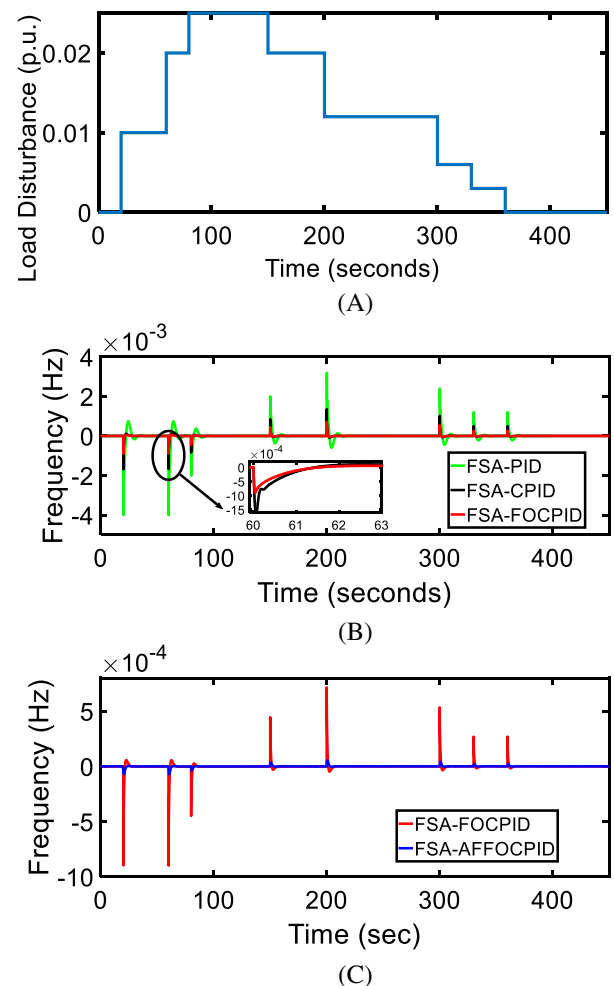 Load Disturbance (p.u.)
0.02
0.01
0
0 100 200 300 400
Time (seconds)
(A)
×10⁻³
Frequency (Hz)
4
2
0
-2
-4
-5
FSA-PID
FSA-CPID
FSA-FOCPID
×10⁻⁴
0
-5
-10
-15
60 61 62 63
0 100 200 300 400
Time (seconds)
(B)
×10⁻⁴
Frequency (Hz)
5
0
-5
-10
FSA-FOCPID
FSA-AFFOCPID
0 100 200 300 400
Time (sec)
(C)